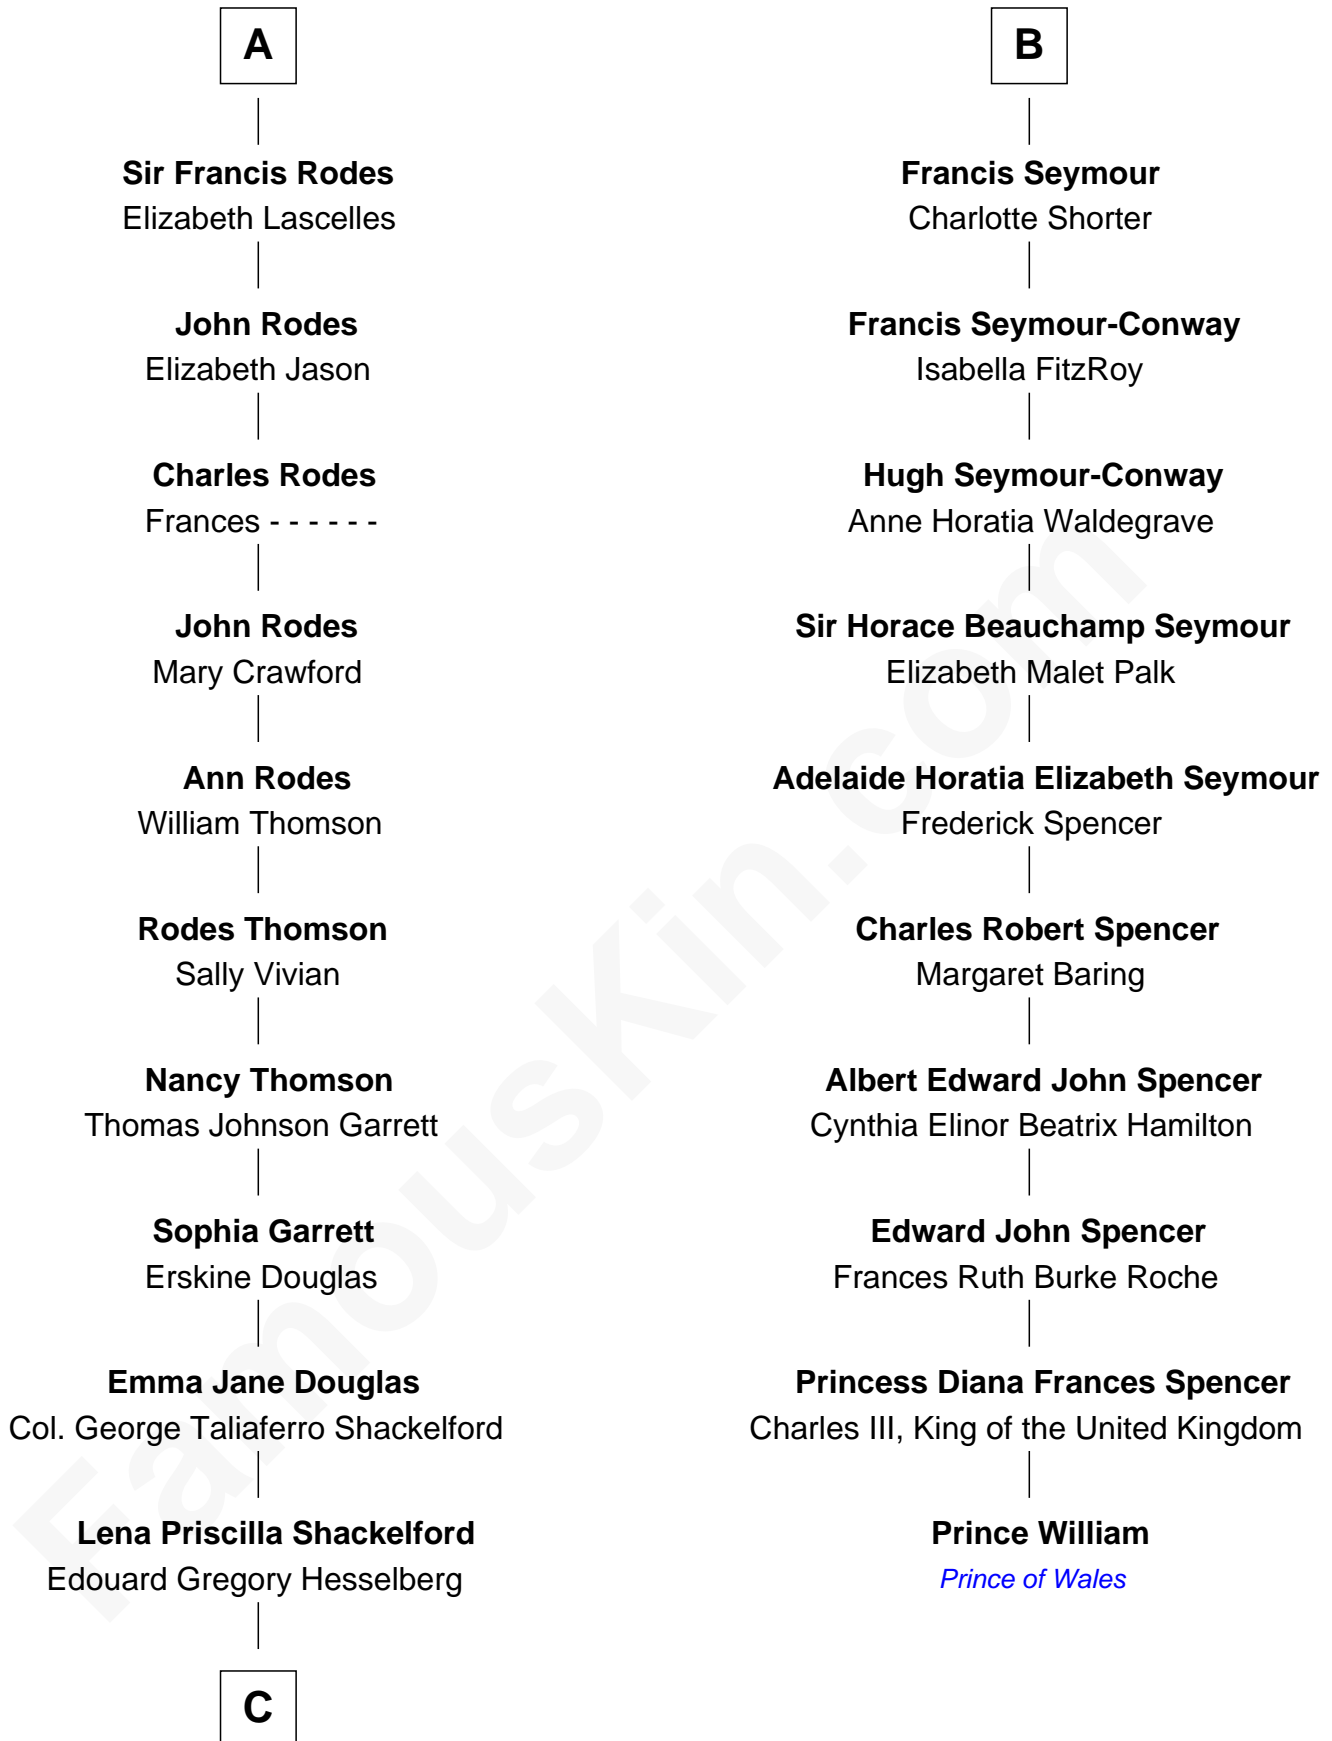 A
Sir Francis Rodes
Elizabeth Lascelles
John Rodes
Elizabeth Jason
Charles Rodes
Frances - - - - - -
John Rodes
Mary Crawford
Ann Rodes
William Thomson
Rodes Thomson
Sally Vivian
Nancy Thomson
Thomas Johnson Garrett
Sophia Garrett
Erskine Douglas
Emma Jane Douglas
Col. George Taliaferro Shackelford
Lena Priscilla Shackelford
Edouard Gregory Hesselberg
C
B
Francis Seymour
Charlotte Shorter
Francis Seymour-Conway
Isabella FitzRoy
Hugh Seymour-Conway
Anne Horatia Waldegrave
Sir Horace Beauchamp Seymour
Elizabeth Malet Palk
Adelaide Horatia Elizabeth Seymour
Frederick Spencer
Charles Robert Spencer
Margaret Baring
Albert Edward John Spencer
Cynthia Elinor Beatrix Hamilton
Edward John Spencer
Frances Ruth Burke Roche
Princess Diana Frances Spencer
Charles III, King of the United Kingdom
Prince William
Prince of Wales
FamousKin.com